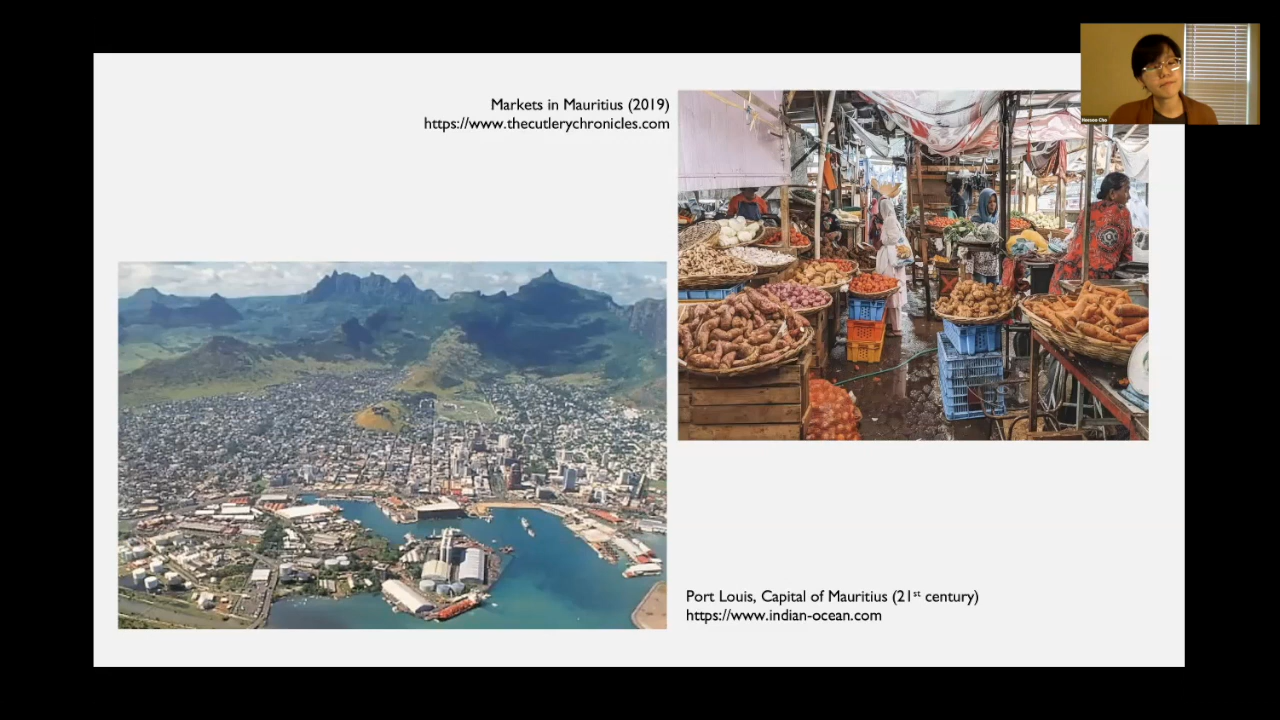 Markets in Mauritius (2019)
https://www.thecutlerychronicles.com
Port Louis, Capital of Mauritius (21st century)
https://www.indian-ocean.com